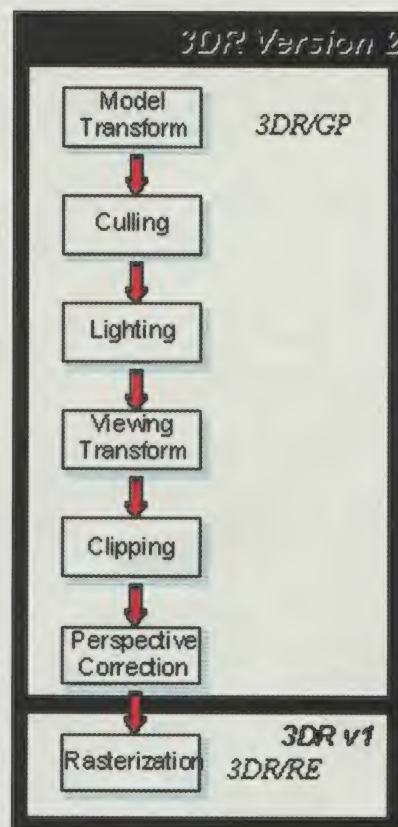 3DR Version 2
Model
Transform
3DR/GP
Culling
Lighting
Viewing
Transform
Clipping
Perspective
Correction
3DR v1
Rasterization
3DR/RE